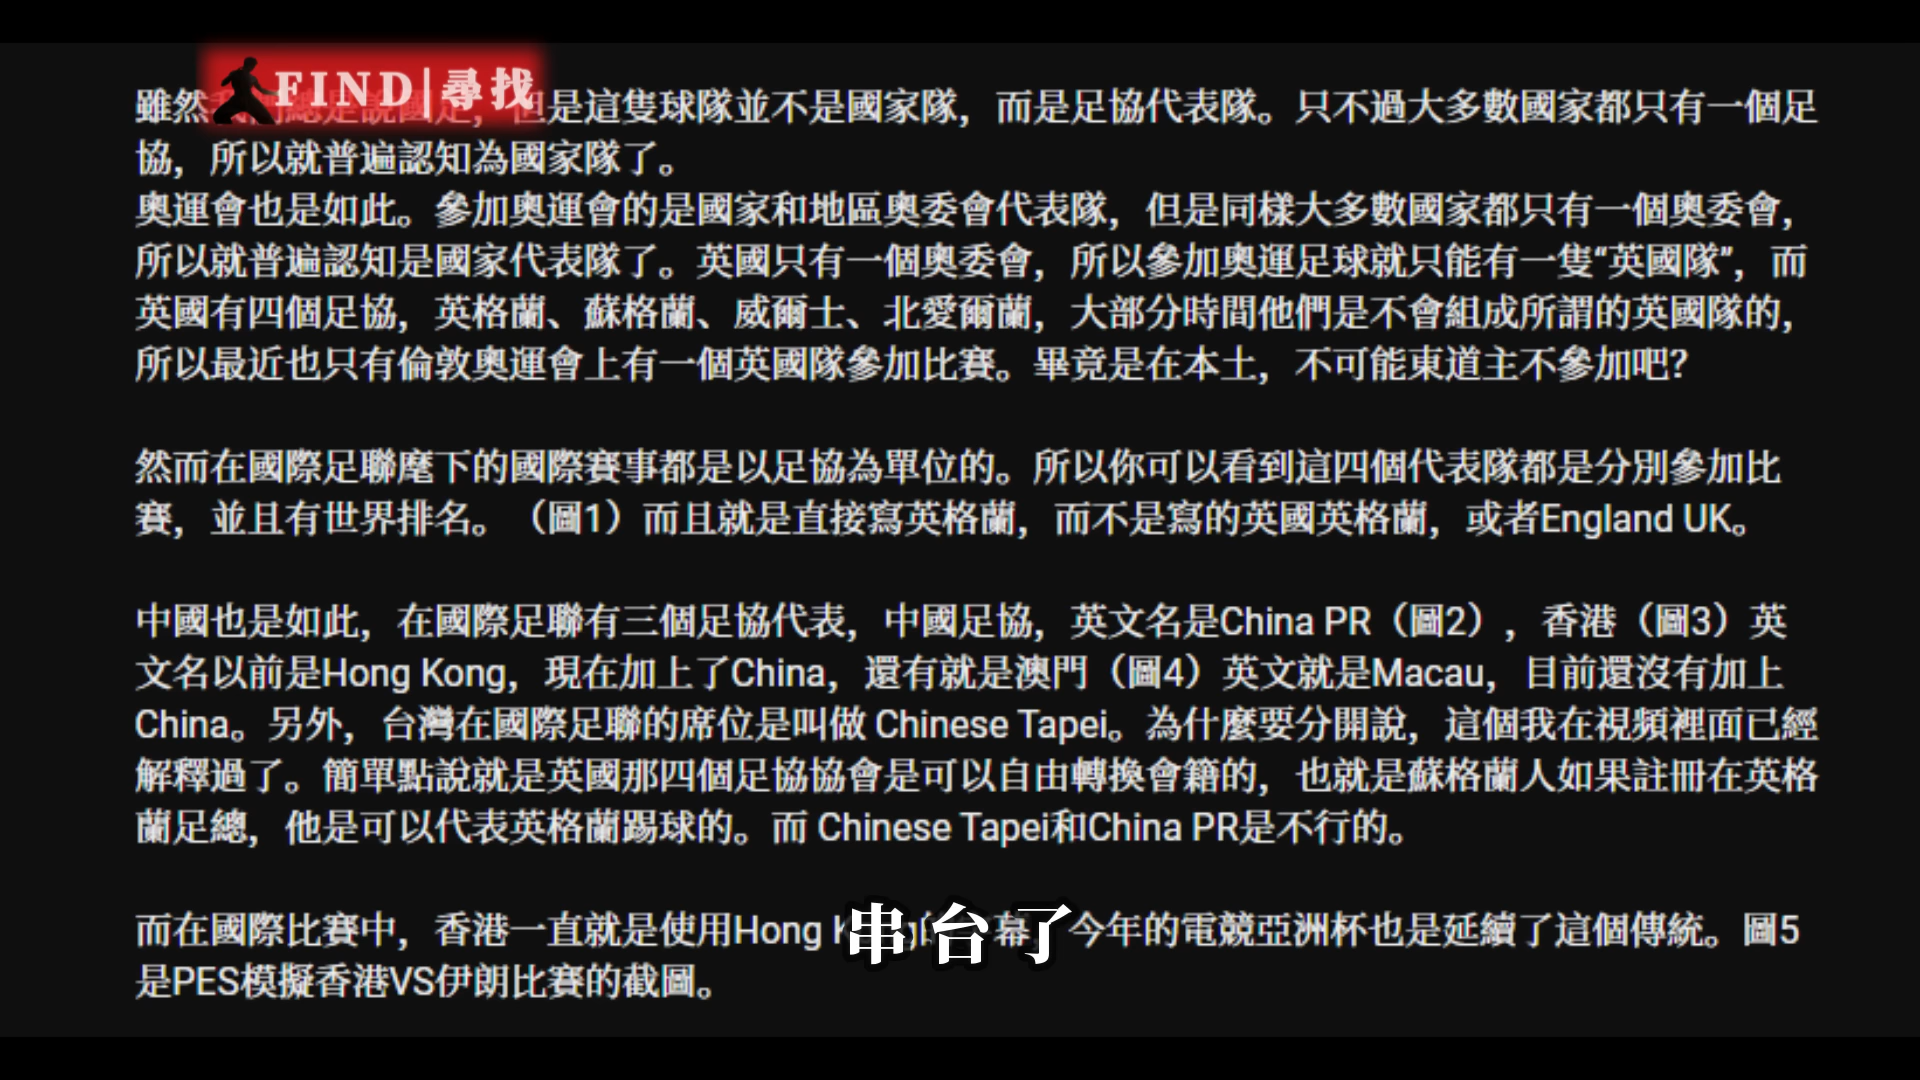 FIND|尋找
雖然我們總是說國足，但是這隻球隊並不是國家隊，而是足協代表隊。只不過大多數國家都只有一個足
協，所以就普遍認知為國家隊了。
奧運會也是如此。參加奧運會的是國家和地區奧委會代表隊，但是同樣大多數國家都只有一個奧委會，
所以就普遍認知是國家代表隊了。英國只有一個奧委會，所以參加奧運足球就只能有一隻“英國隊”，而
英國有四個足協，英格蘭、蘇格蘭、威爾士、北愛爾蘭，大部分時間他們是不會組成所謂的英國隊的，
所以最近也只有倫敦奧運會上有一個英國隊參加比賽。畢竟是在本土，不可能東道主不參加吧？
然而在國際足聯麾下的國際賽事都是以足協為單位的。所以你可以看到這四個代表隊都是分別參加比
賽，並且有世界排名。（圖1）而且就是直接寫英格蘭，而不是寫的英國英格蘭，或者England UK。
中國也是如此，在國際足聯有三個足協代表，中國足協，英文名是China PR（圖2），香港（圖3）英
文名以前是Hong Kong，現在加上了China，還有就是澳門（圖4）英文就是Macau，目前還沒有加上
China。另外，台灣在國際足聯的席位是叫做 Chinese Tapei。為什麼要分開說，這個我在視頻裡面已經
解釋過了。簡單點說就是英國那四個足協協會是可以自由轉換會籍的，也就是蘇格蘭人如果註冊在英格
蘭足總，他是可以代表英格蘭踢球的。而 Chinese Tapei和China PR是不行的。
而在國際比賽中，香港一直就是使用Hong 的 幕，今年的電競亞洲杯也是延續了這個傳統。圖5
是PES模擬香港VS伊朗比賽的截圖。
串台了